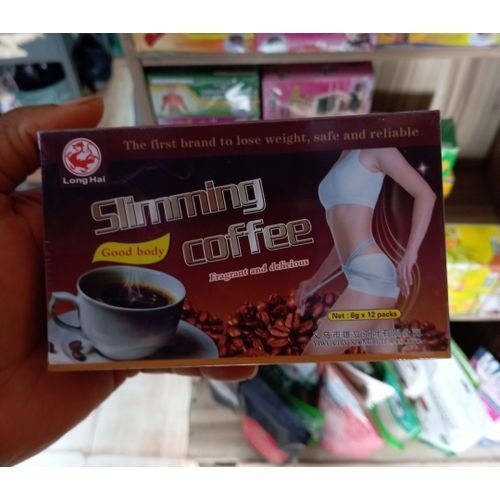 The first brand to lose weight, safe and reliable
Long Hai
Slimming
coffee
Good body
Fragrant and delicious
Net : 6g x 12 packs